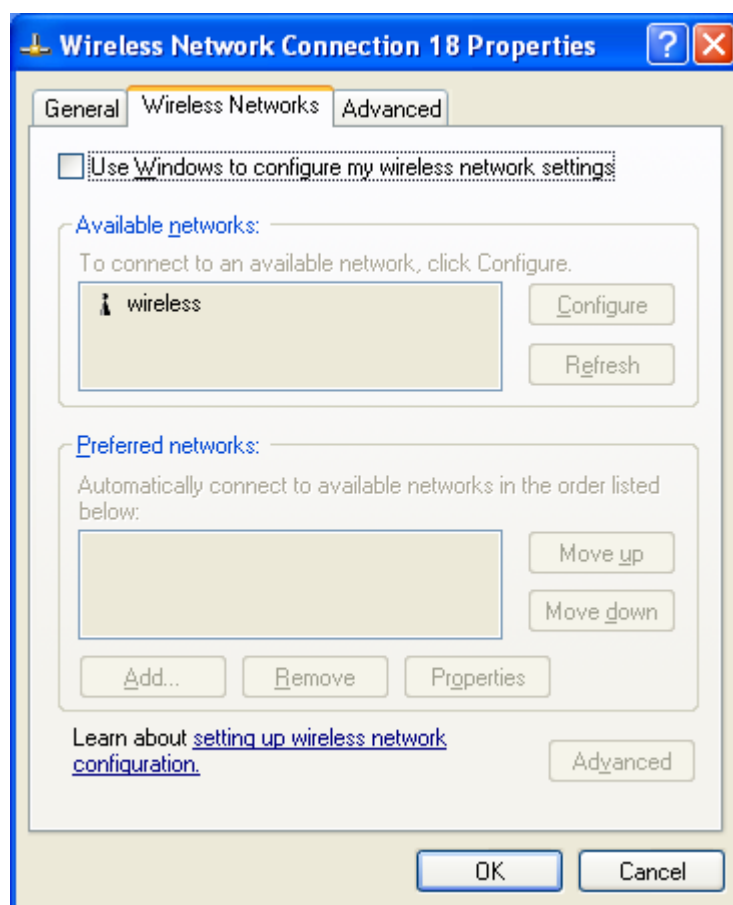 Wireless Network Connection 18 Properties
?
General Wireless Networks Advanced
Use Windows to configure my wireless network settings
Available networks:
To connect to an available network, click Configure.
wireless
Configure
Refresh
Preferred networks:
Automatically connect to available networks in the order listed
below:
Move up
Move down
Add... Remove Properties
Learn about setting up wireless network
configuration.
Advanced
OK Cancel